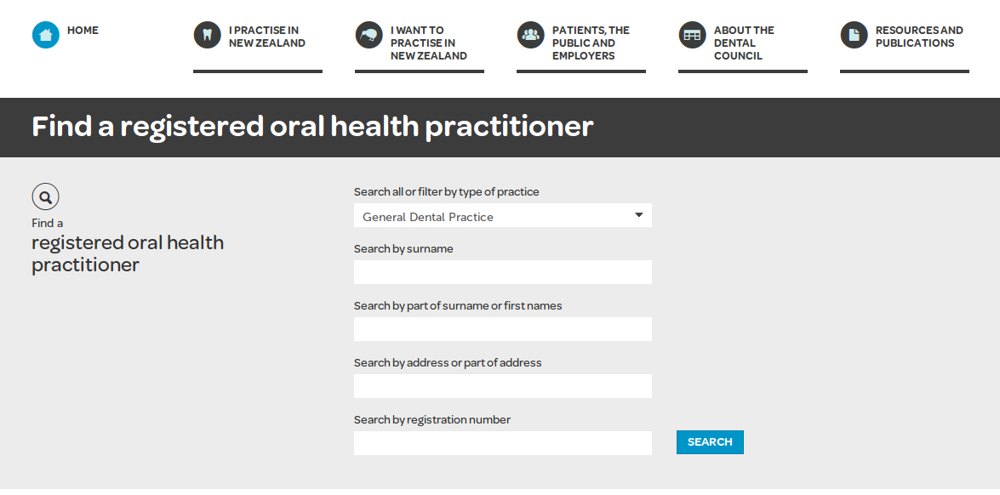 HOME
I PRACTISE IN
NEW ZEALAND
I WANT TO
PRACTISE IN
NEW ZEALAND
PATIENTS, THE
PUBLIC AND
EMPLOYERS
ABOUT THE
DENTAL
COUNCIL
RESOURCES AND
PUBLICATIONS
Find a registered oral health practitioner
Find a
registered oral health
practitioner
Search all or filter by type of practice
General Dental Practice
Search by surname
Search by part of surname or first names
Search by address or part of address
Search by registration number
SEARCH